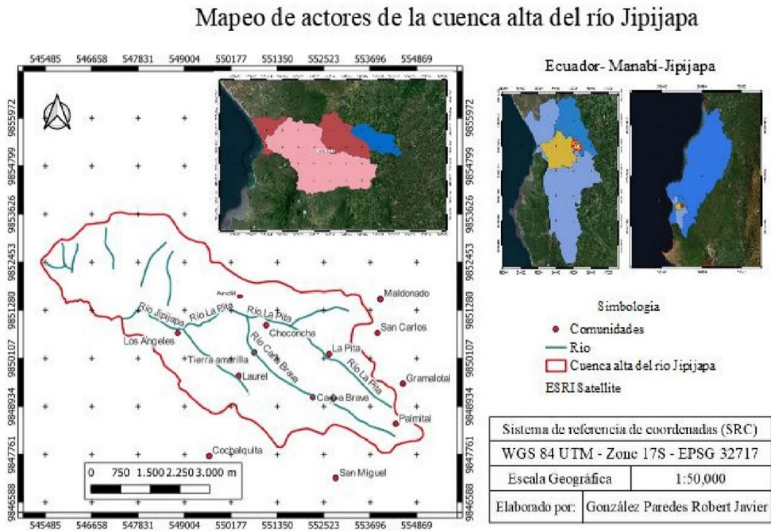 Mapeo de actores de la cuenca alta del río Jipijapa
545485 546658 547831 549004 550177 551350 552523 553696 554869
Ecuador- Manabi-Jipijapa
9855972
9854799
9853626
9852453
9851280
9850107
9848934
9847761
9846588
Andil
Maldonado
Río Jipijapa
Río La Pita
Río La Pita
Los Angeles
Choconcha
San Carlos
Tierra amarilla
Río Caña Brava
La Pita
Río La Pita
Laurel
Gramalotal
Caña Brava
Palmital
Cochalquita
San Miguel
0 750 1.500 2.250 3.000 m
545485 546658 547831 549004 550177 551350 552523 553696 554869
Simbologia
Comunidades
Rio
Cuenca alta del río Jipijapa
ESRI Satellite
Sistema de referencia de coordenadas (SRC)
WGS 84 UTM - Zone 17S - EPSG 32717
Escala Geográfica 1:50,000
Elaborado por: González Paredes Robert Javier